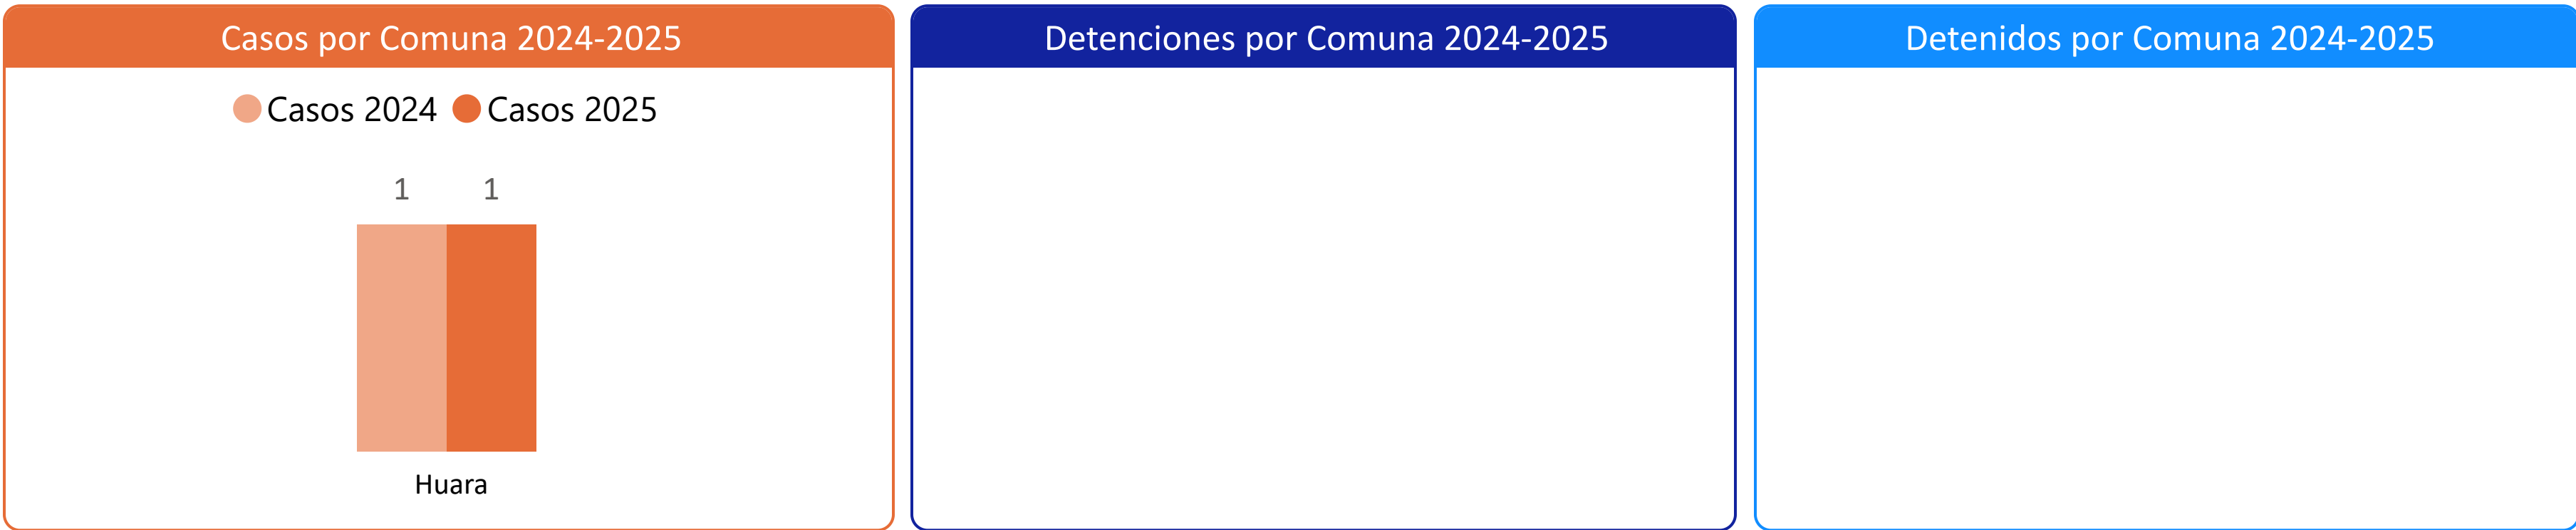 Casos por Comuna 2024-2025
Casos 2024 Casos 2025
1 1
Huara
Detenciones por Comuna 2024-2025
Detenidos por Comuna 2024-2025